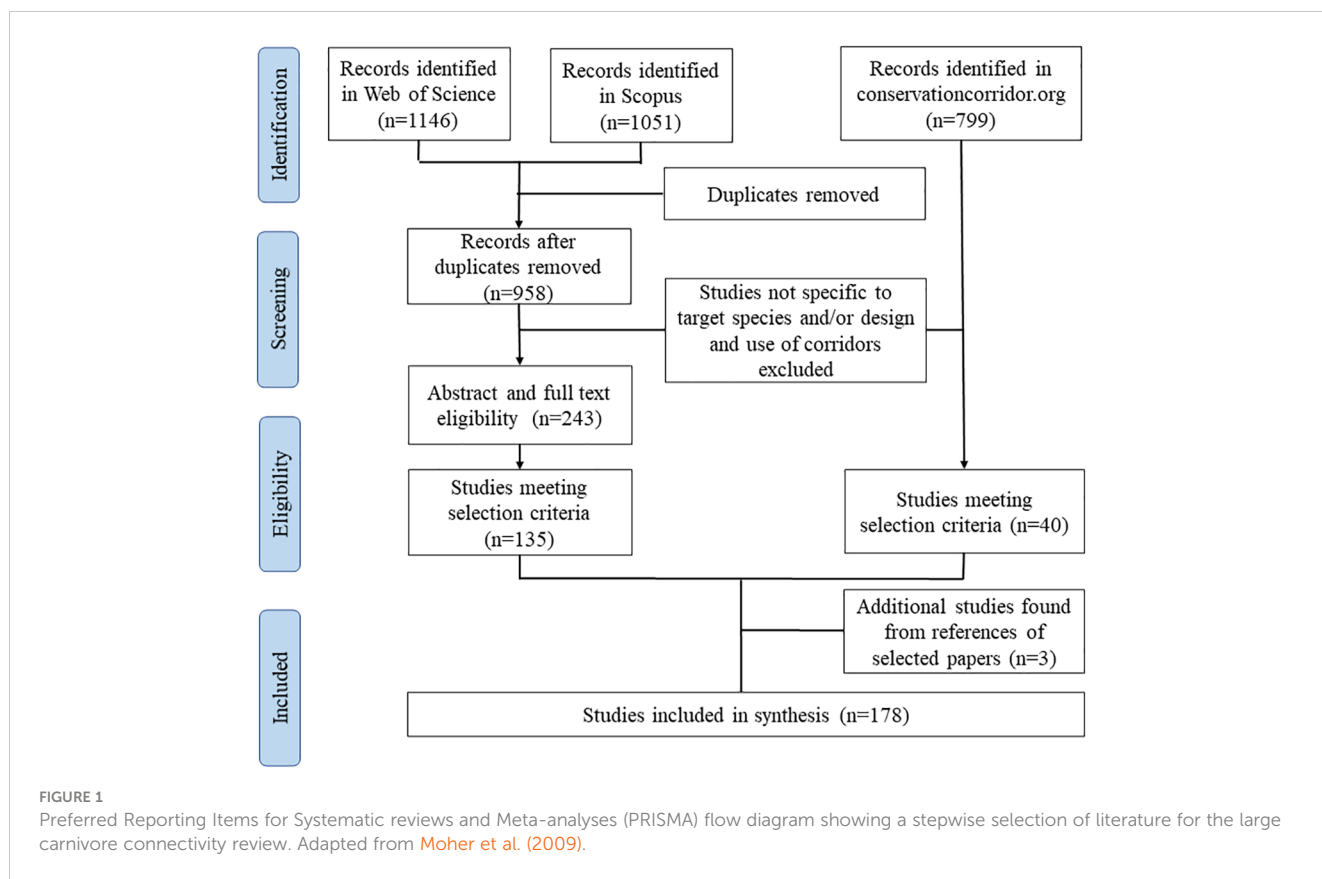 Identification
Records identified
in Web of Science
(n=1146)
Records identified
in Scopus
(n=1051)
Records identified in
conservationcorridor.org
(n=799)
Duplicates removed
Screening
Records after
duplicates removed
(n=958)
Studies not specific to
target species and/or design
and use of corridors
excluded
Abstract and full text
eligibility (n=243)
Eligibility
Studies meeting
selection criteria
(n=135)
Studies meeting
selection criteria (n=40)
Included
Additional studies found
from references of
selected papers (n=3)
Studies included in synthesis (n=178)
FIGURE 1
Preferred Reporting Items for Systematic reviews and Meta-analyses (PRISMA) flow diagram showing a stepwise selection of literature for the large
carnivore connectivity review. Adapted from Moher et al. (2009).